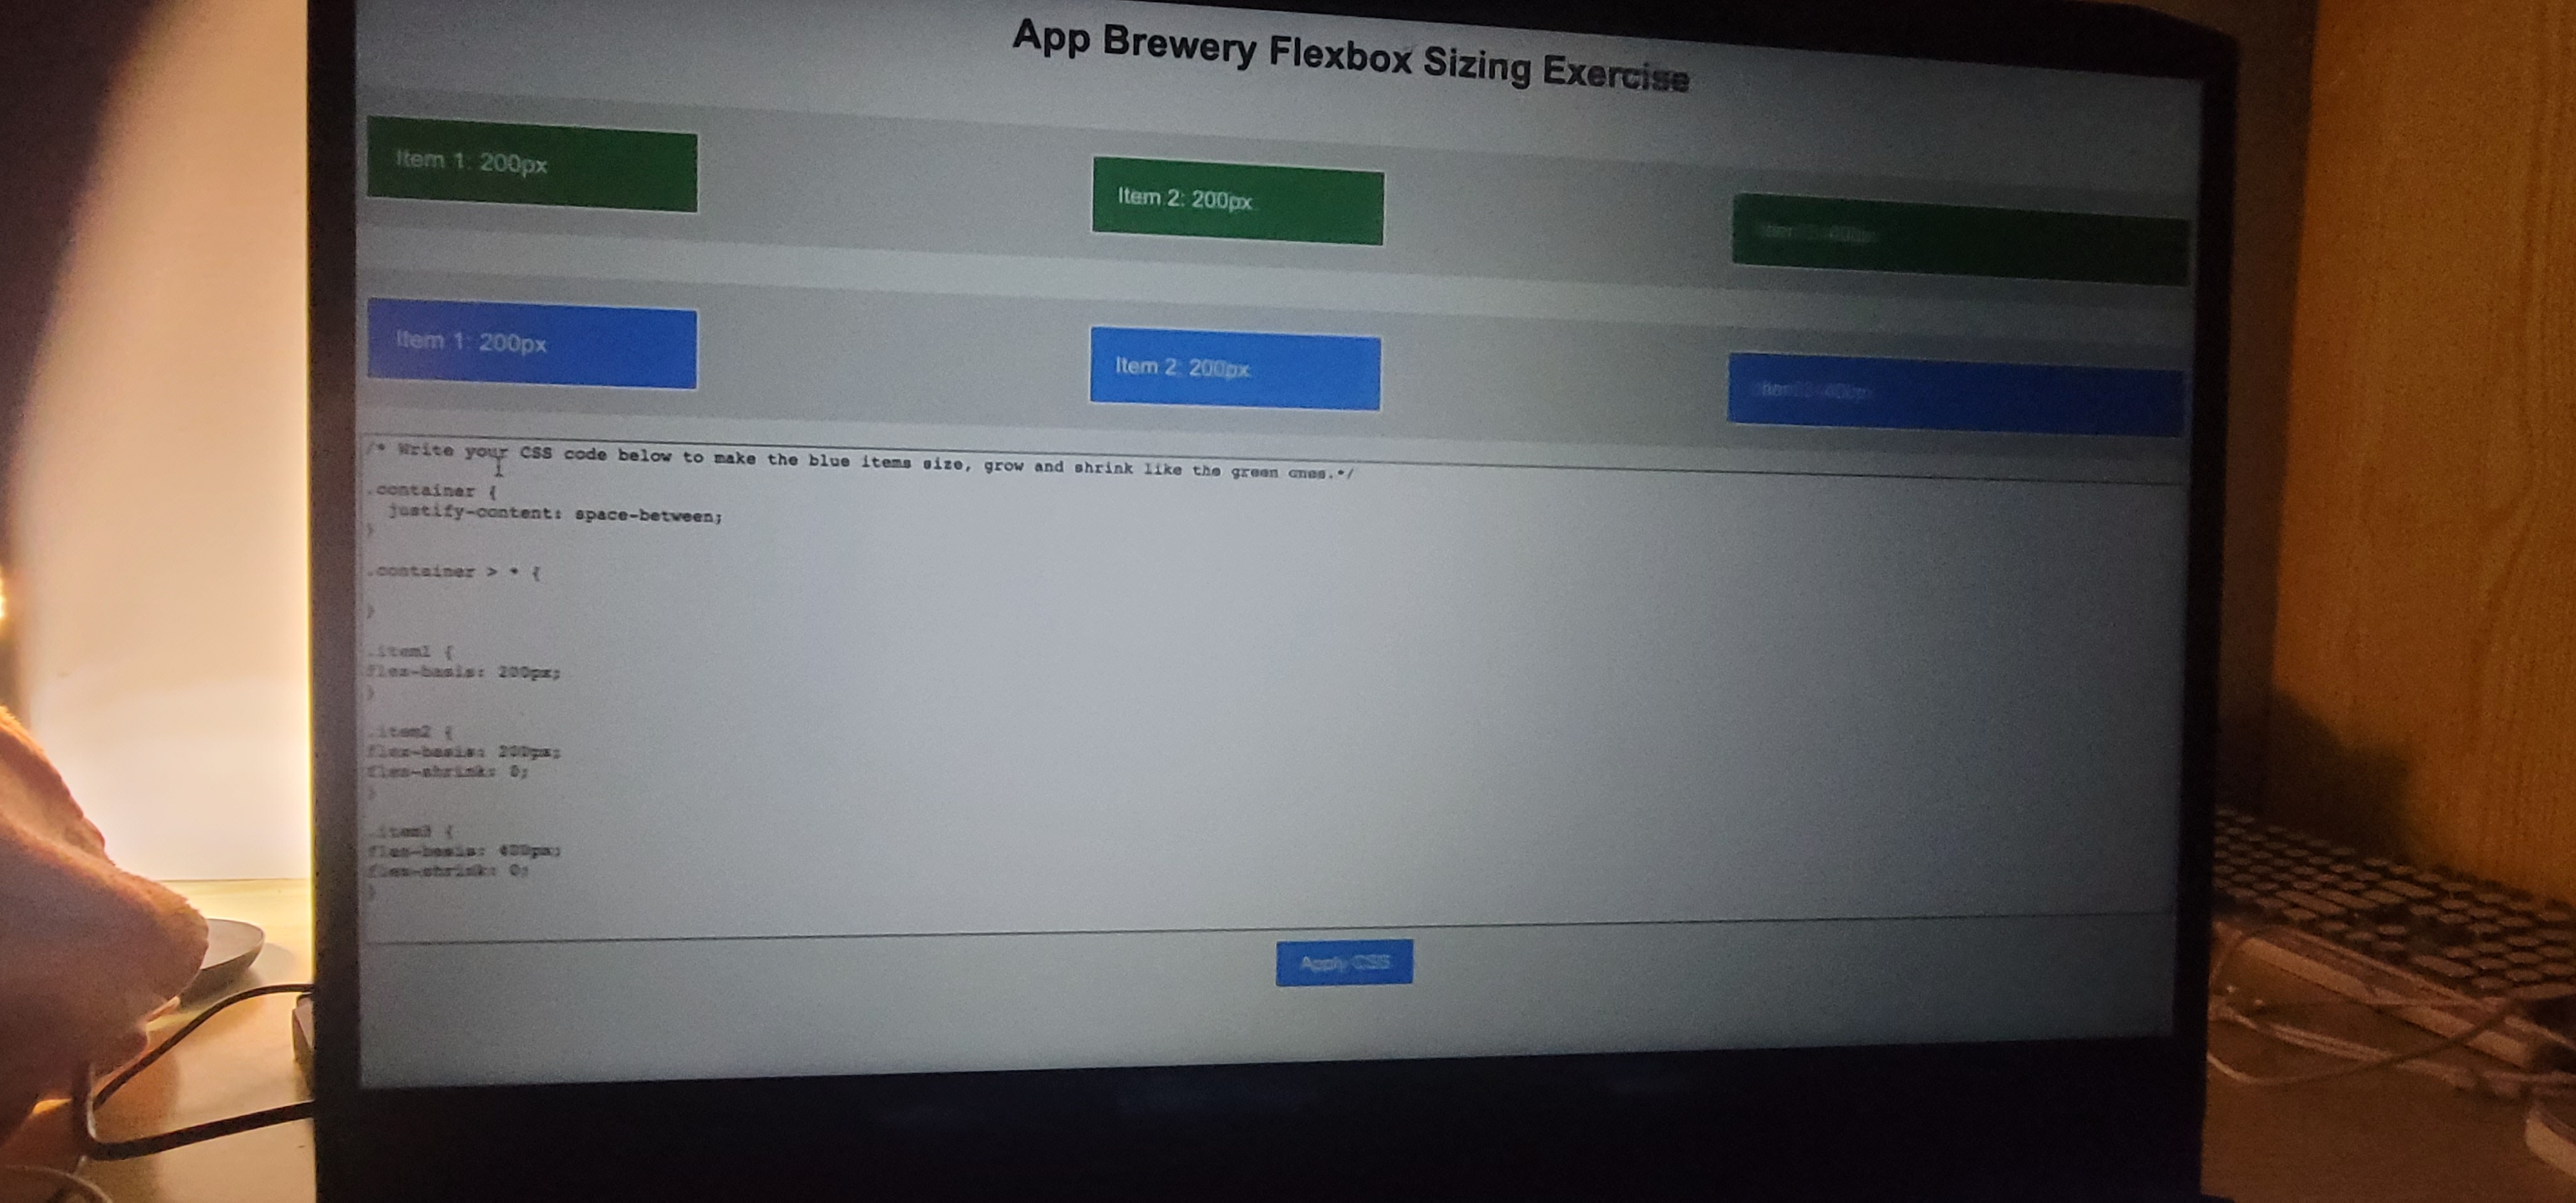 App Brewery Flexbox Sizing Exercise
Item 1: 200px
Item 2: 200px
Item 1: 200px
Item 2: 200px
/* Write your CSS code below to make the blue items size, grow and shrink like the green ones.*/
.container {
justify-content: space-between;
}
.container > * {
}
.item1 {
flex-basis: 200px;
}
.item2 {
flex-basis: 200px;
flex-shrink: 0;
}
.item3 {
flex-basis: 400px;
flex-shrink: 0;
}
Apply CSS